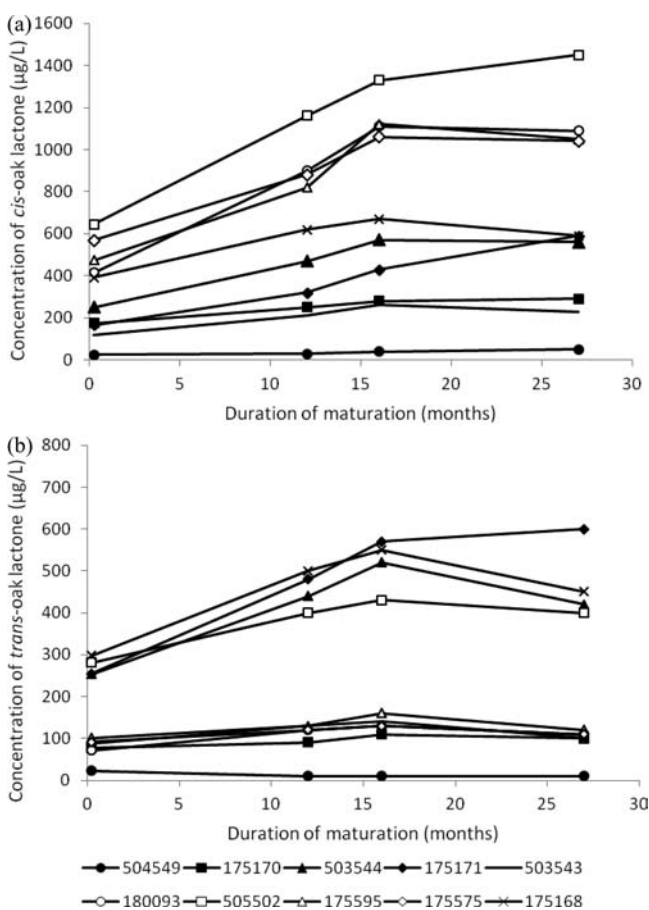 (a)
1600
1400
1200
1000
800
600
400
200
0
Concentration of cis-oak lactone (µg/L)
0 5 10 15 20 25 30
Duration of maturation (months)
(b)
800
700
600
500
400
300
200
100
0
Concentration of trans-oak lactone (µg/L)
0 5 10 15 20 25 30
Duration of maturation (months)
504549 175170 503544 175171 503543
180093 505502 175595 175575 175168